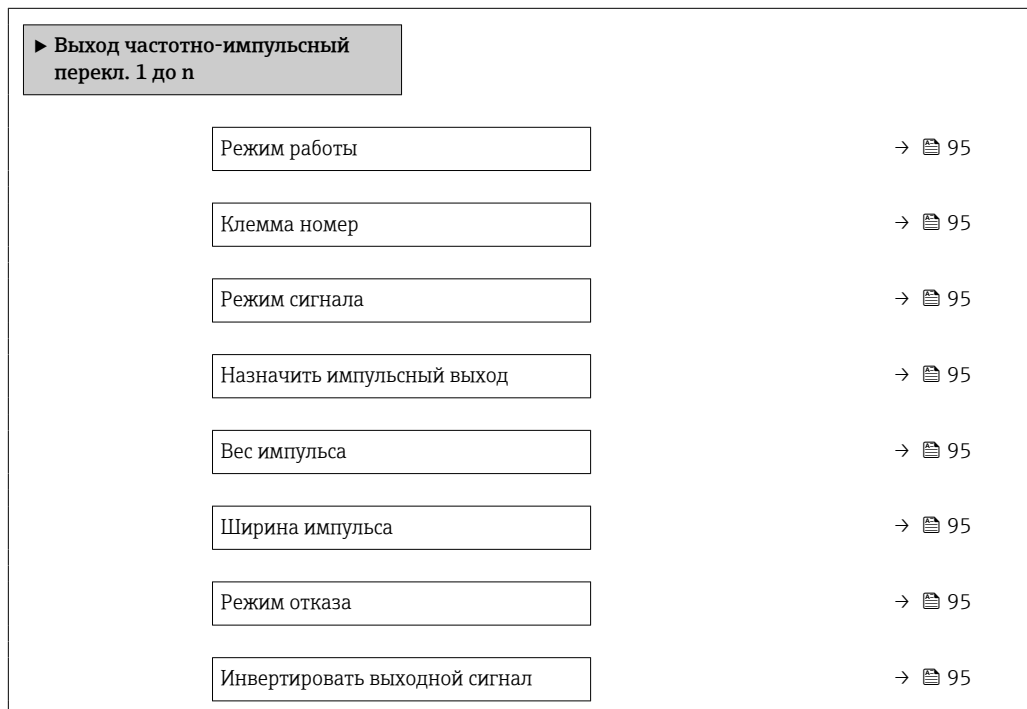 ► Выход частотно-импульсный
перекл. 1 до n
Режим работы → 95
Клемма номер → 95
Режим сигнала → 95
Назначить импульсный выход → 95
Вес импульса → 95
Ширина импульса → 95
Режим отказа → 95
Инвертировать выходной сигнал → 95